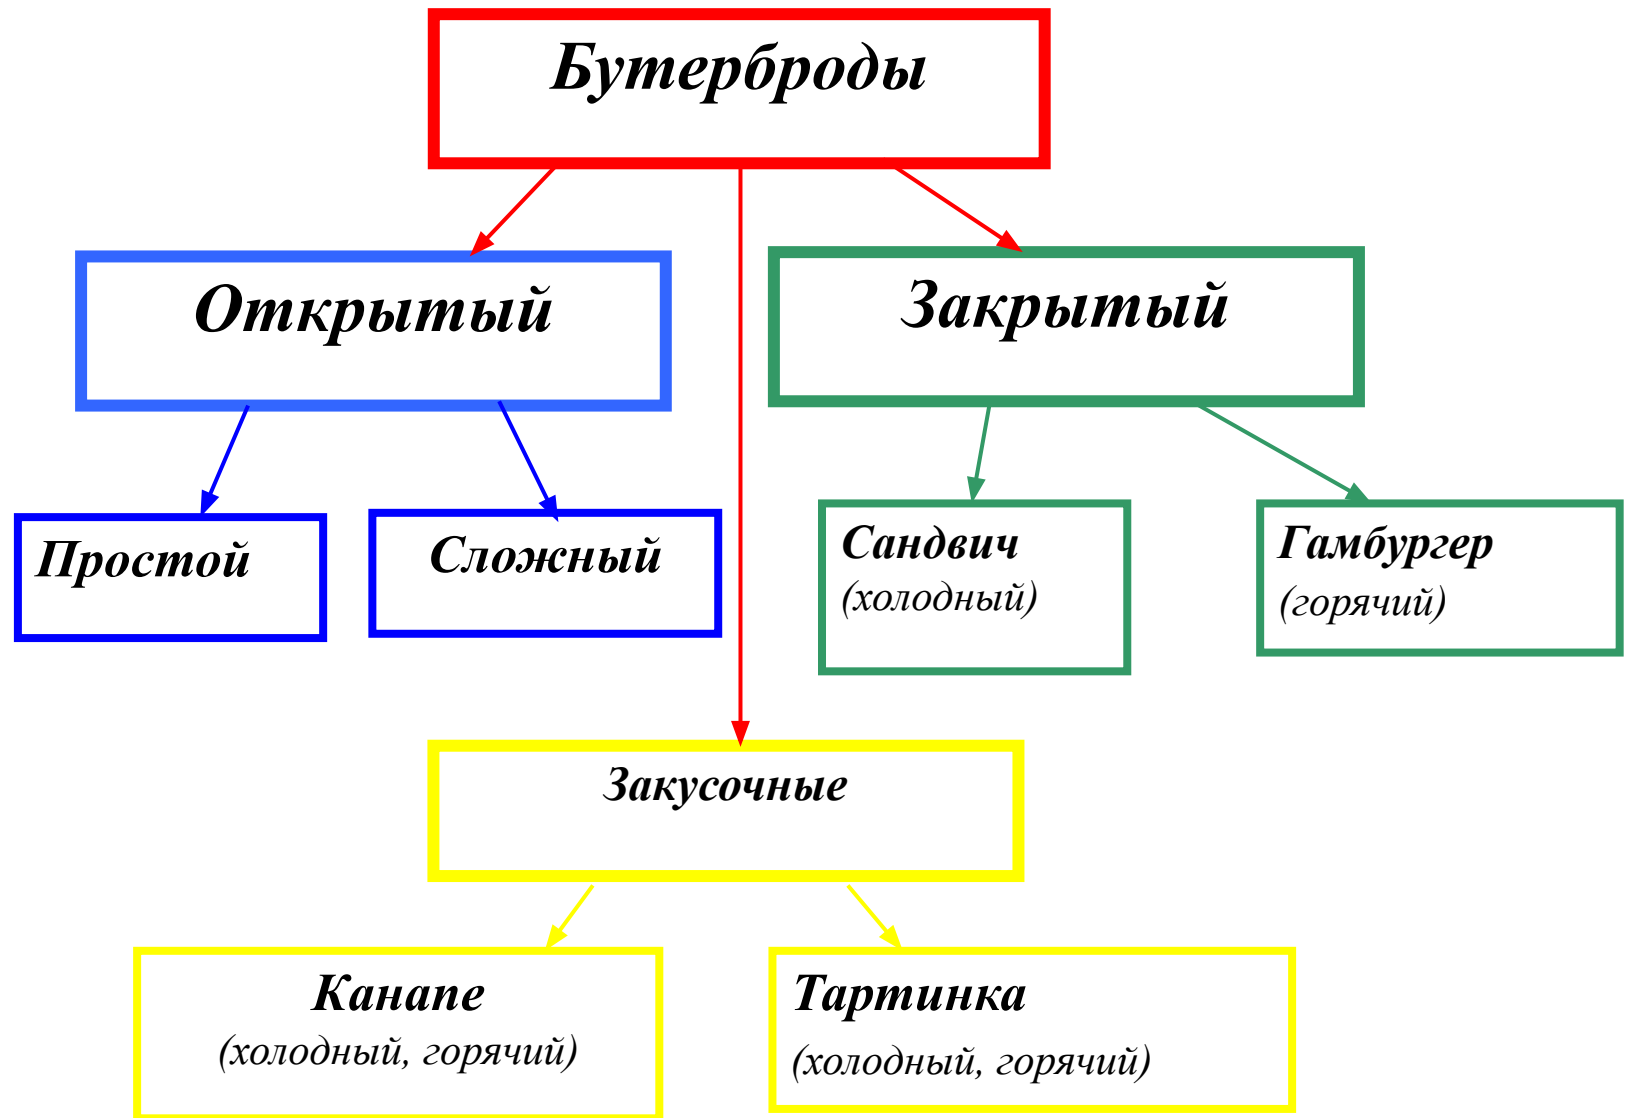 Бутерброды
Открытый
Закрытый
Простой
Сложный
Сандвич
(холодный)
Гамбургер
(горячий)
Закусочные
Канапе
(холодный, горячий)
Тартинка
(холодный, горячий)